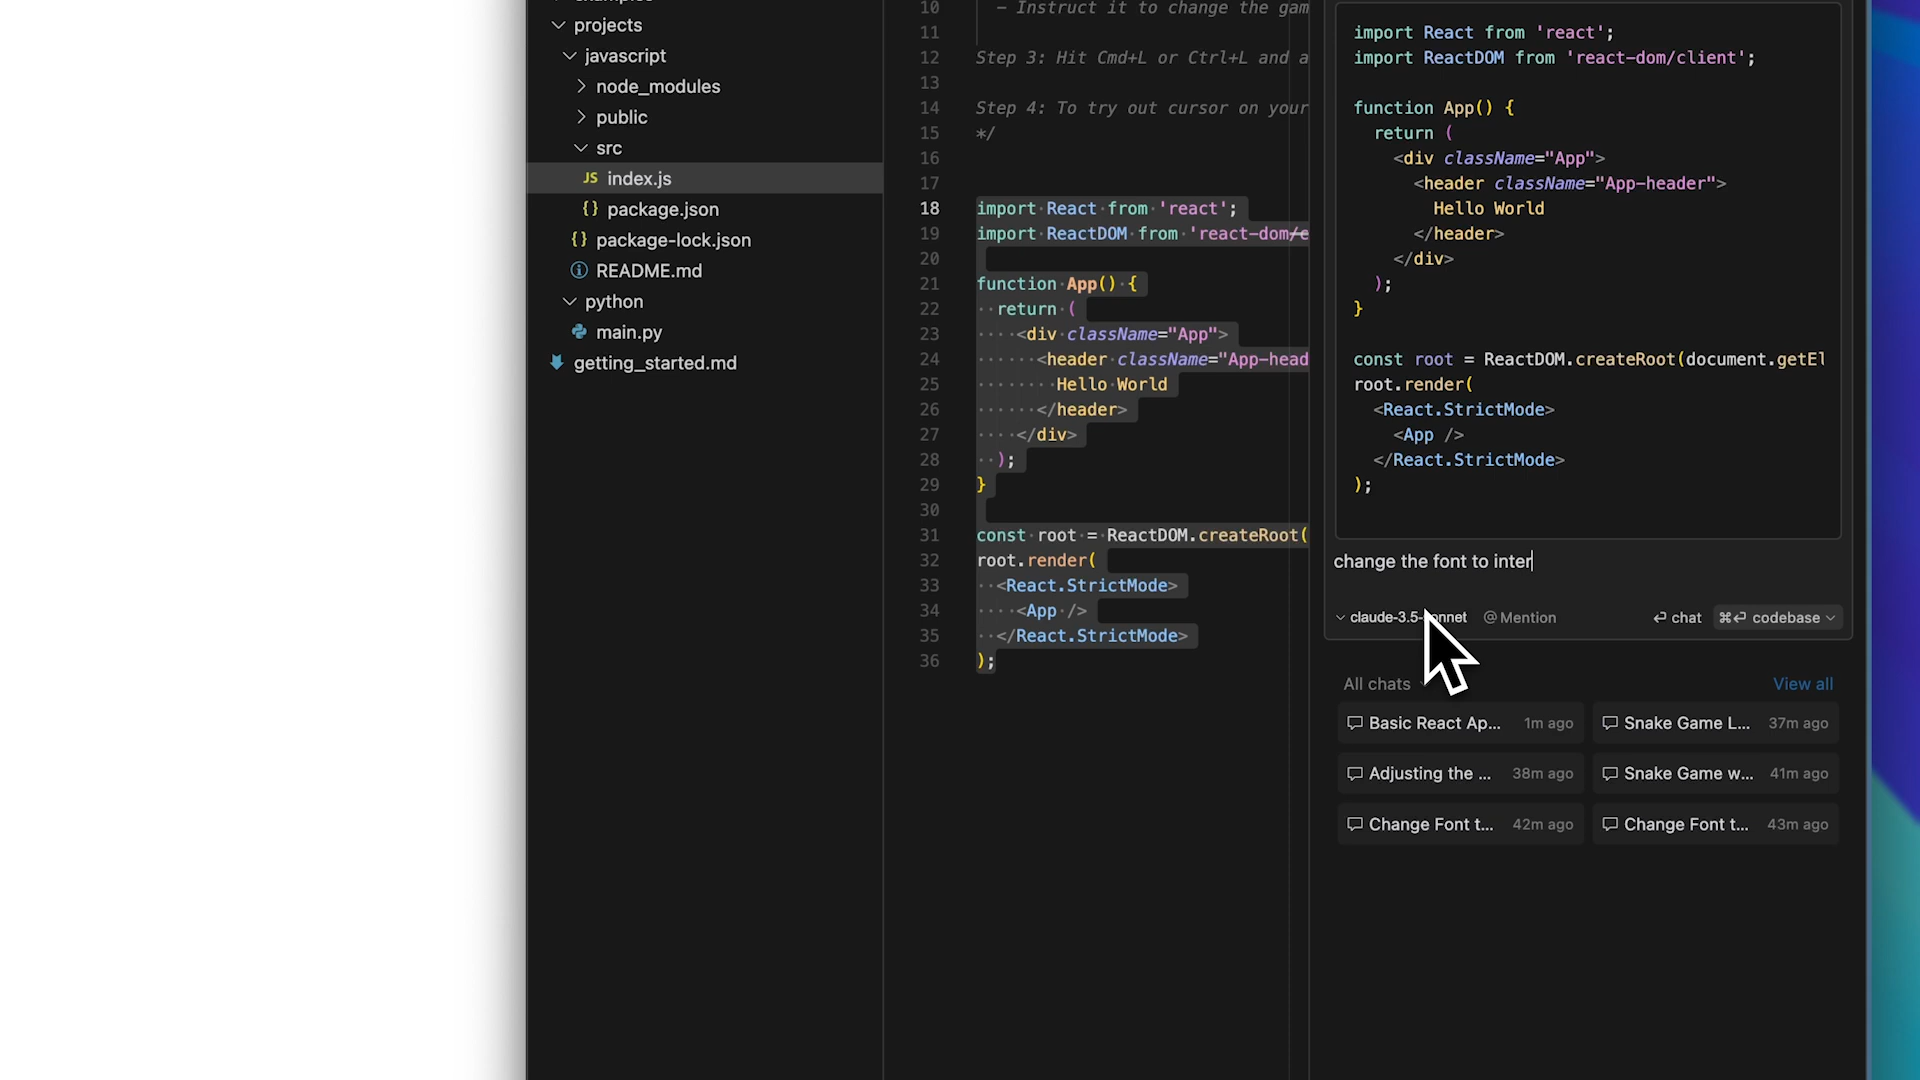 projects
javascript
node_modules
public
src
JS index.js
{} package.json
{} package-lock.json
README.md
python
main.py
getting_started.md
10 - Instruct it to change the gam
11
12 Step 3: Hit Cmd+L or Ctrl+L and a
13
14 Step 4: To try out cursor on your
15 */
16
17
18 import React from 'react';
19 import ReactDOM from 'react-dom/c
20
21 function App() {
22 return (
23 <div className="App">
24 <header className="App-head
25 Hello World
26 </header>
27 </div>
28 );
29 }
30
31 const root = ReactDOM.createRoot(
32 root.render(
33 <React.StrictMode>
34 <App />
35 </React.StrictMode>
36 );
import React from 'react';
import ReactDOM from 'react-dom/client';
function App() {
return (
<div className="App">
<header className="App-header">
Hello World
</header>
</div>
);
}
const root = ReactDOM.createRoot(document.getEl
root.render(
<React.StrictMode>
<App />
</React.StrictMode>
);
change the font to inter
claude-3.5-sonnet @ Mention ⏎ chat ⌘⏎ codebase
All chats View all
Basic React Ap... 1m ago Snake Game L... 37m ago
Adjusting the ... 38m ago Snake Game w... 41m ago
Change Font t... 42m ago Change Font t... 43m ago